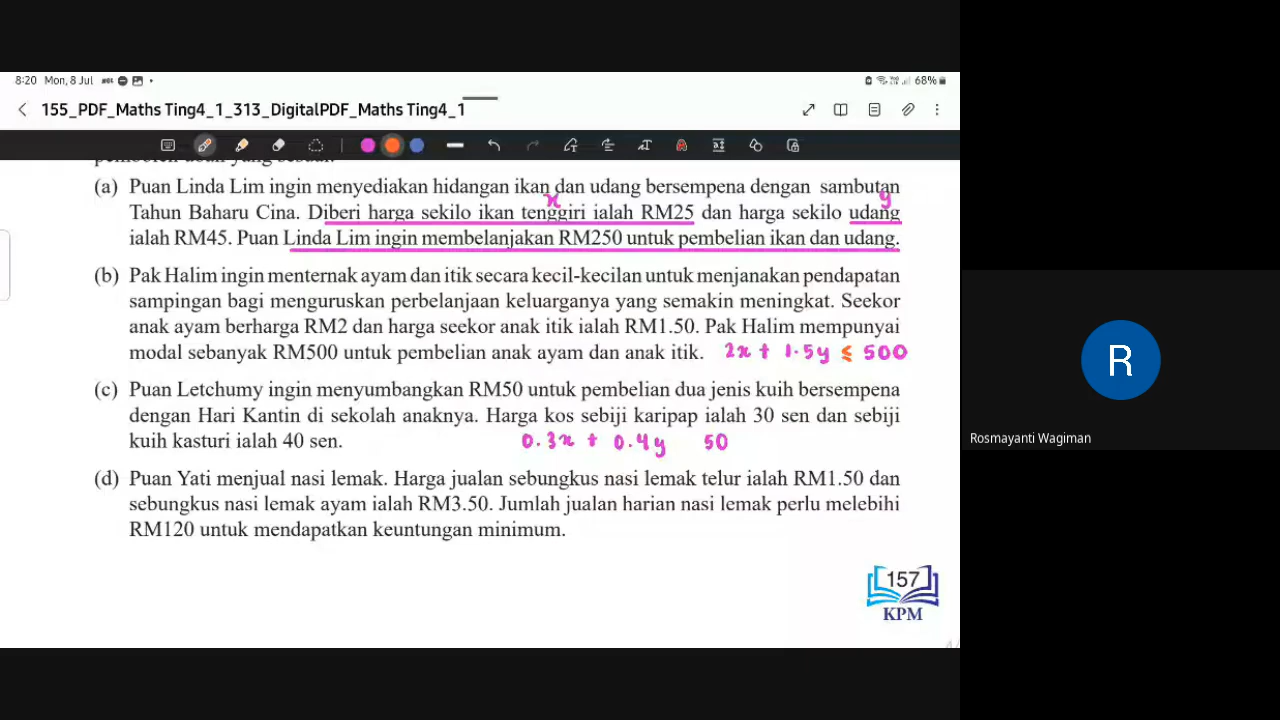 8:20 Mon, 8 Jul
68%
155_PDF_Maths Ting4_1_313_DigitalPDF_Maths Ting4_1
(a) Puan Linda Lim ingin menyediakan hidangan ikan dan udang bersempena dengan sambutan
x y
Tahun Baharu Cina. Diberi harga sekilo ikan tenggiri ialah RM25 dan harga sekilo udang
ialah RM45. Puan Linda Lim ingin membelanjakan RM250 untuk pembelian ikan dan udang.
(b) Pak Halim ingin menternak ayam dan itik secara kecil-kecilan untuk menjanakan pendapatan
sampingan bagi menguruskan perbelanjaan keluarganya yang semakin meningkat. Seekor
anak ayam berharga RM2 dan harga seekor anak itik ialah RM1.50. Pak Halim mempunyai
modal sebanyak RM500 untuk pembelian anak ayam dan anak itik. 2x + 1.5y ≤ 500
(c) Puan Letchumy ingin menyumbangkan RM50 untuk pembelian dua jenis kuih bersempena
dengan Hari Kantin di sekolah anaknya. Harga kos sebiji karipap ialah 30 sen dan sebiji
kuih kasturi ialah 40 sen. 0.3x + 0.4y 50
(d) Puan Yati menjual nasi lemak. Harga jualan sebungkus nasi lemak telur ialah RM1.50 dan
sebungkus nasi lemak ayam ialah RM3.50. Jumlah jualan harian nasi lemak perlu melebihi
RM120 untuk mendapatkan keuntungan minimum.
157
KPM
R
Rosmayanti Wagiman